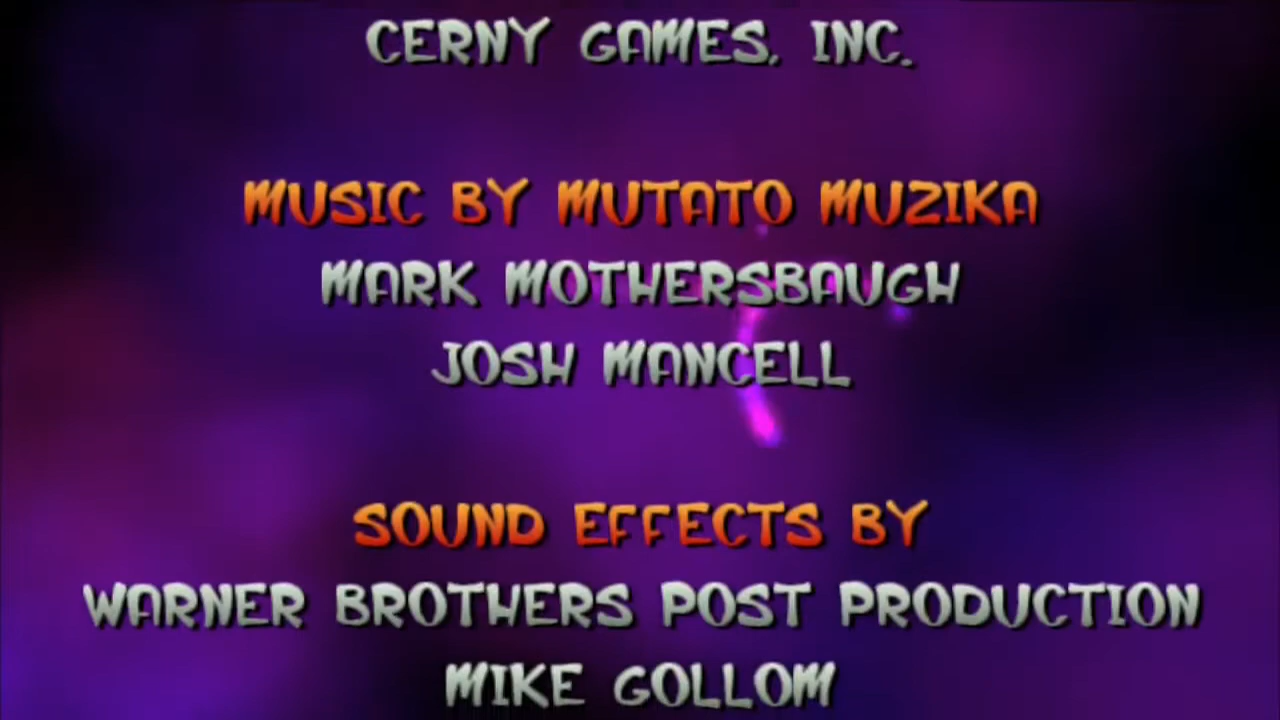 CERNY GAMES, INC.
MUSIC BY MUTATO MUZIKA
MARK MOTHERSBAUGH
JOSH MANCELL
SOUND EFFECTS BY
WARNER BROTHERS POST PRODUCTION
MIKE GOLLOM